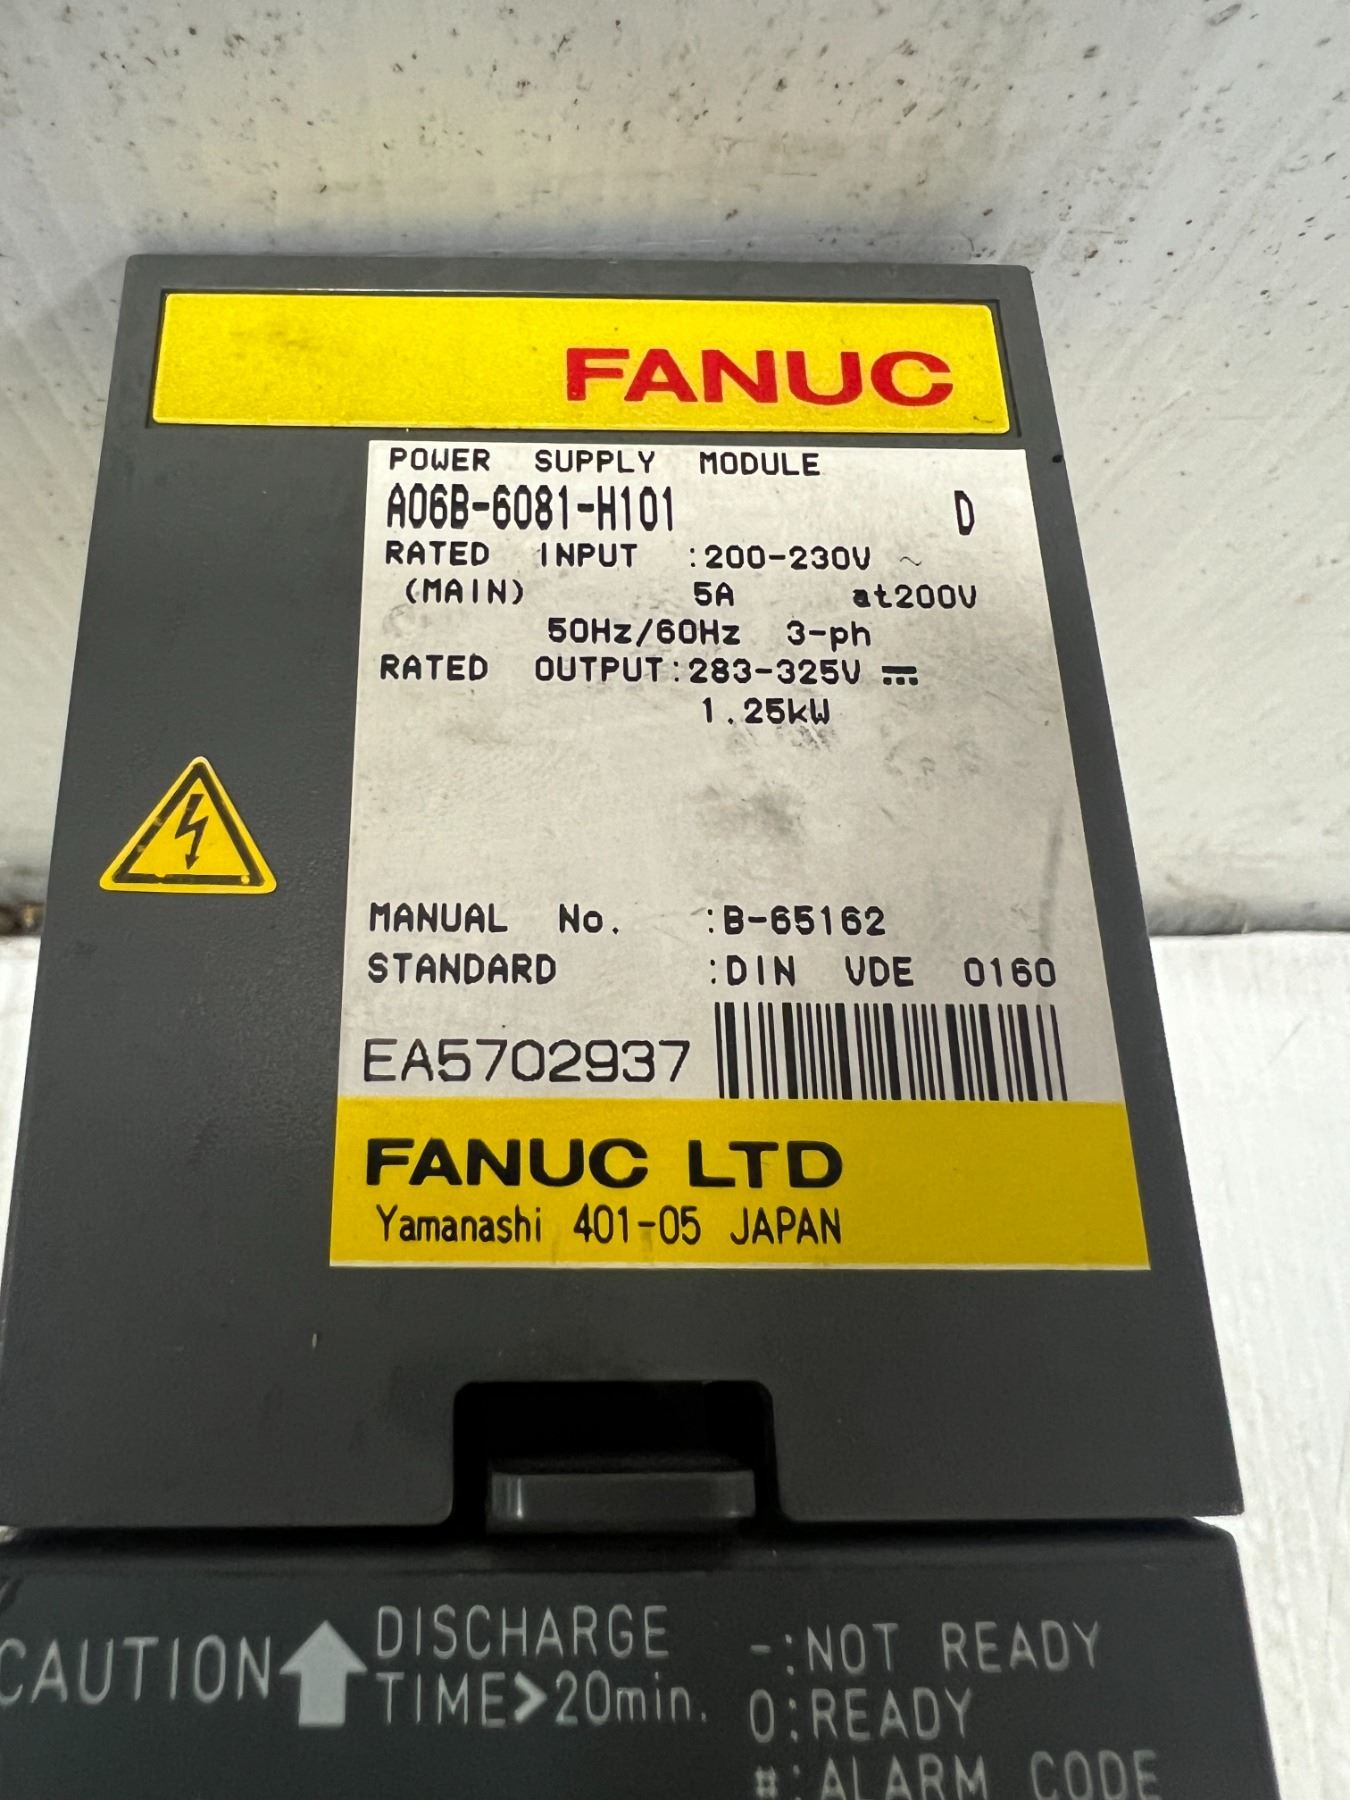 FANUC
POWER SUPPLY MODULE
A06B-6081-H101 D
RATED INPUT :200-230V ~
(MAIN) 5A at200V
50Hz/60Hz 3-ph
RATED OUTPUT:283-325V ⎓
1.25kW
MANUAL No. :B-65162
STANDARD :DIN VDE 0160
EA5702937
FANUC LTD
Yamanashi 401-05 JAPAN
CAUTION
DISCHARGE
TIME>20min.
-:NOT READY
0:READY
#:ALARM CODE